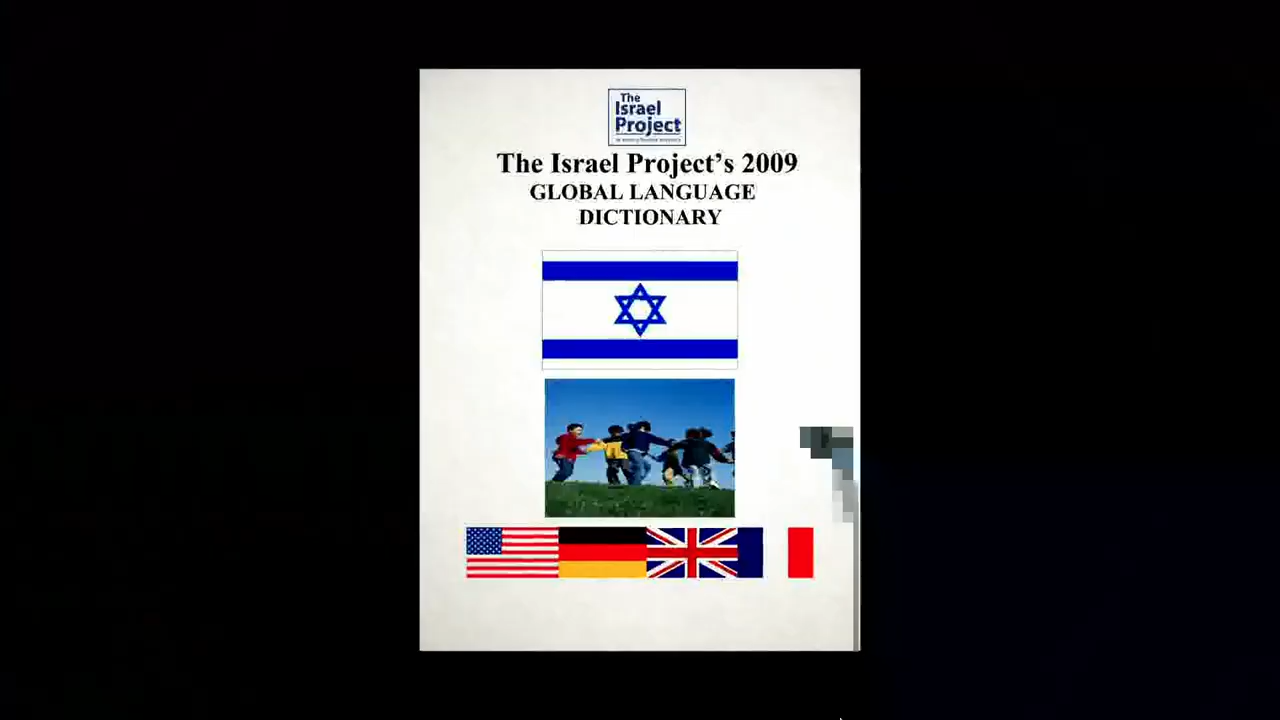 The
Israel
Project
The Israel Project's 2009
GLOBAL LANGUAGE
DICTIONARY